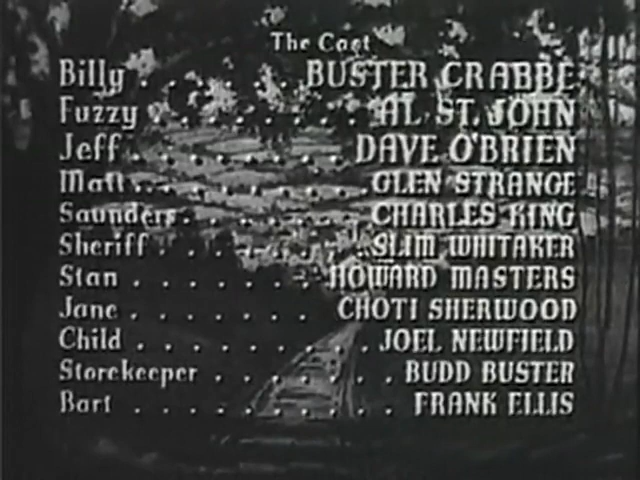 The Cast
Billy . . . . . . . BUSTER CRABBE
Fuzzy . . . . . . . . AL ST. JOHN
Jeff . . . . . . . . DAVE O'BRIEN
Matt . . . . . . . . GLEN STRANGE
Saunders . . . . . . . CHARLES KING
Sheriff . . . . . . . SLIM WHITAKER
Stan . . . . . . . HOWARD MASTERS
Jane . . . . . . . CHOTI SHERWOOD
Child . . . . . . . . . JOEL NEWFIELD
Storekeeper . . . . . . . BUDD BUSTER
Bart . . . . . . . . . . FRANK ELLIS